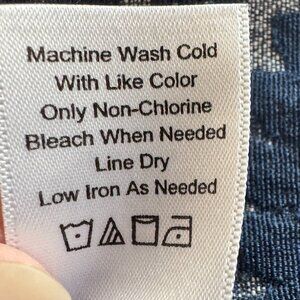 Machine Wash Cold
With Like Color
Only Non-Chlorine
Bleach When Needed
Line Dry
Low Iron As Needed